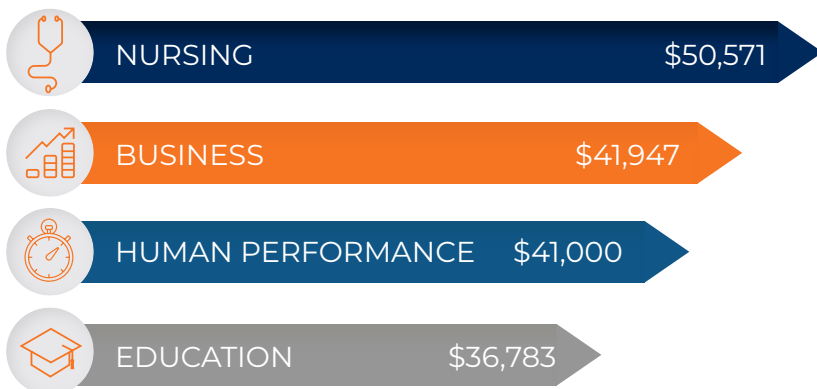 NURSING $50,571
BUSINESS $41,947
HUMAN PERFORMANCE $41,000
EDUCATION $36,783